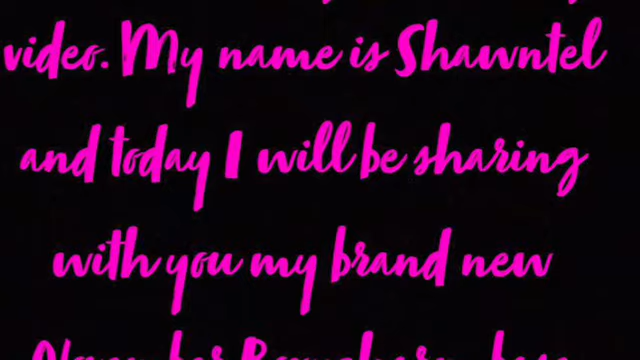 video. My name is Shawntel
and today I will be sharing
with you my brand new